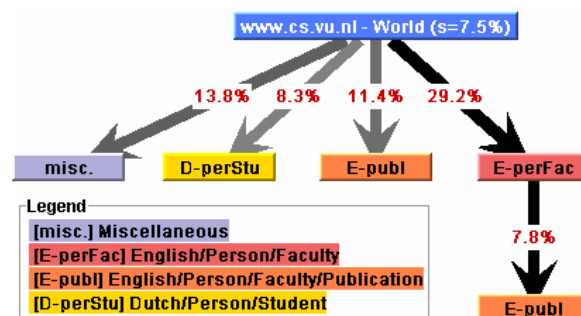 www.cs.vu.nl - World (s=7.5%)
13.8% 8.3% 11.4% 29.2%
misc. D-perStu E-publ E-perFac
Legend
[misc.] Miscellaneous
[E-perFac] English/Person/Faculty
[E-publ] English/Person/Faculty/Publication
[D-perStu] Dutch/Person/Student
7.8%
E-publ